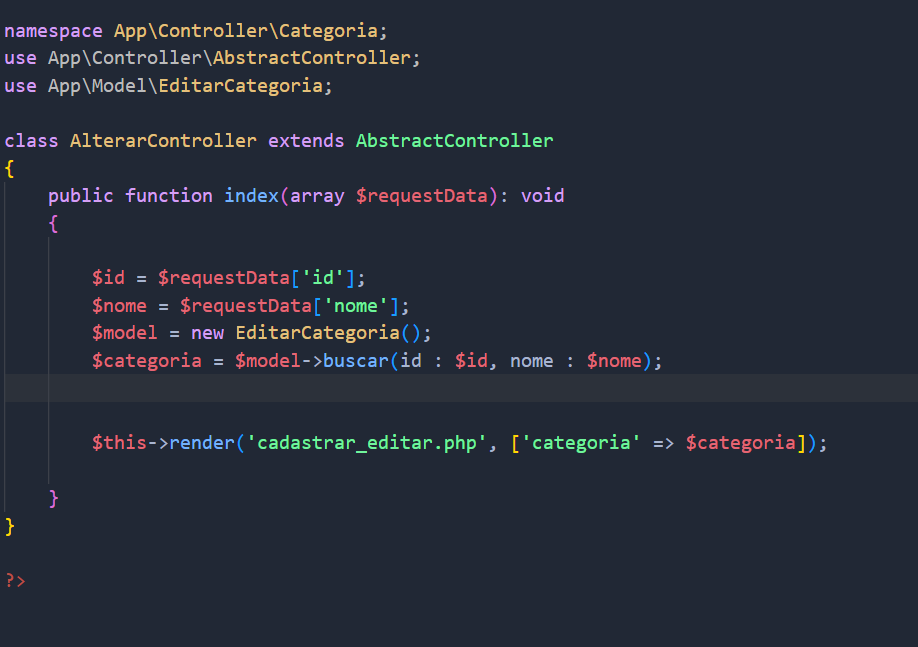 namespace App\Controller\Categoria;
use App\Controller\AbstractController;
use App\Model\EditarCategoria;
class AlterarController extends AbstractController
{
public function index(array $requestData): void
{
$id = $requestData['id'];
$nome = $requestData['nome'];
$model = new EditarCategoria();
$categoria = $model->buscar(id : $id, nome : $nome);
$this->render('cadastrar_editar.php', ['categoria' => $categoria]);
}
}
?>